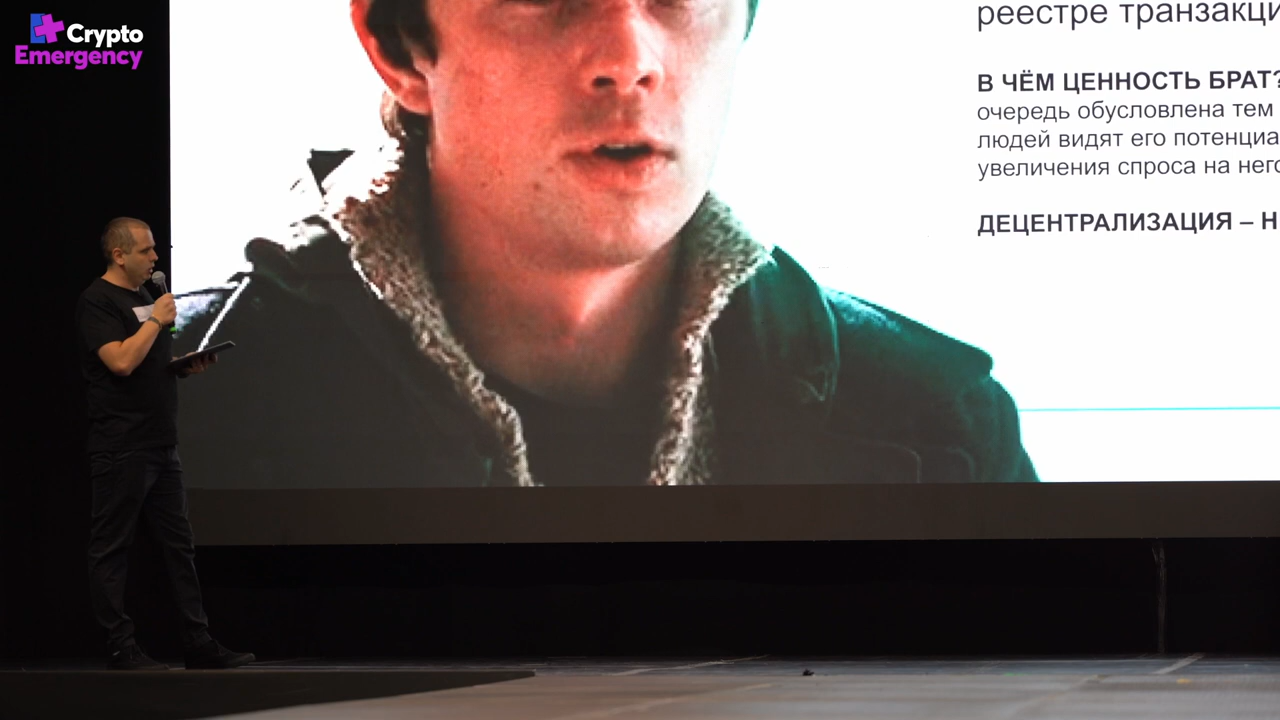 Crypto
Emergency
реестре транзакци
В ЧЁМ ЦЕННОСТЬ БРАТ?
очередь обусловлена тем
людей видят его потенциа
увеличения спроса на него
ДЕЦЕНТРАЛИЗАЦИЯ – Н